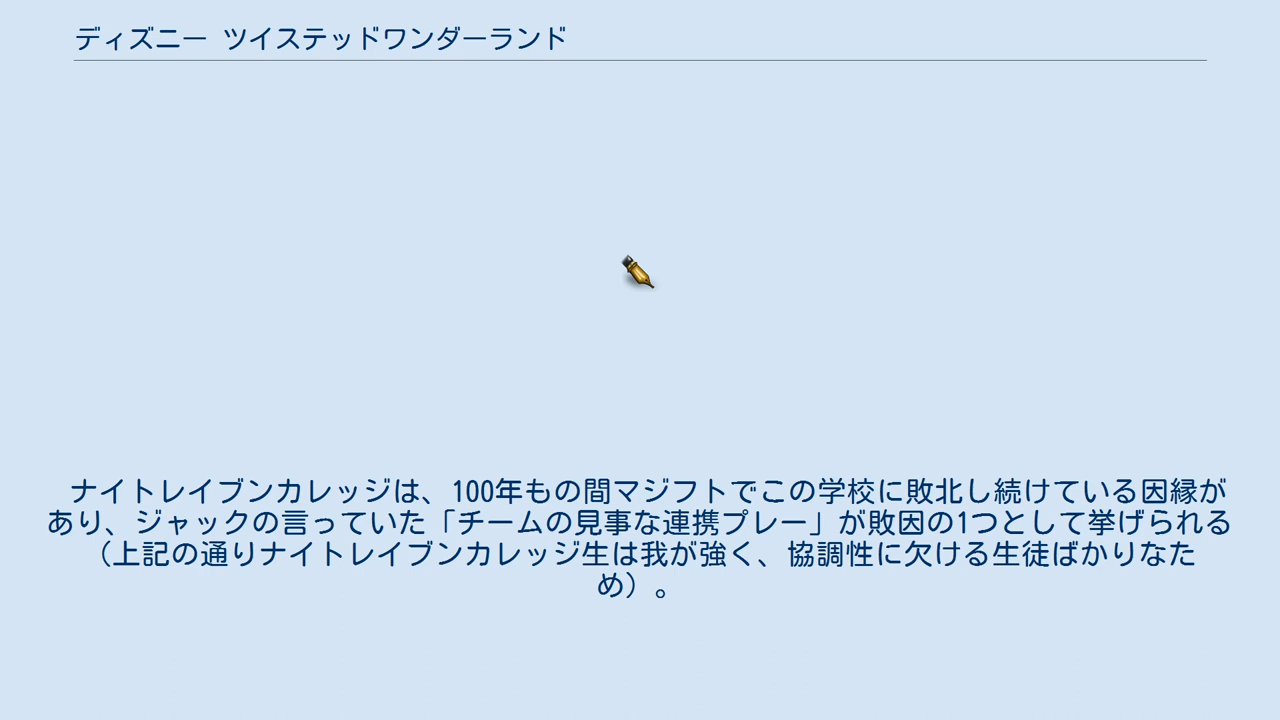 ディズニー ツイステッドワンダーランド
ナイトレイブンカレッジは、100年もの間マジフトでこの学校に敗北し続けている因縁が
あり、ジャックの言っていた「チームの見事な連携プレー」が敗因の1つとして挙げられる
（上記の通りナイトレイブンカレッジ生は我が強く、協調性に欠ける生徒ばかりなた
め）。